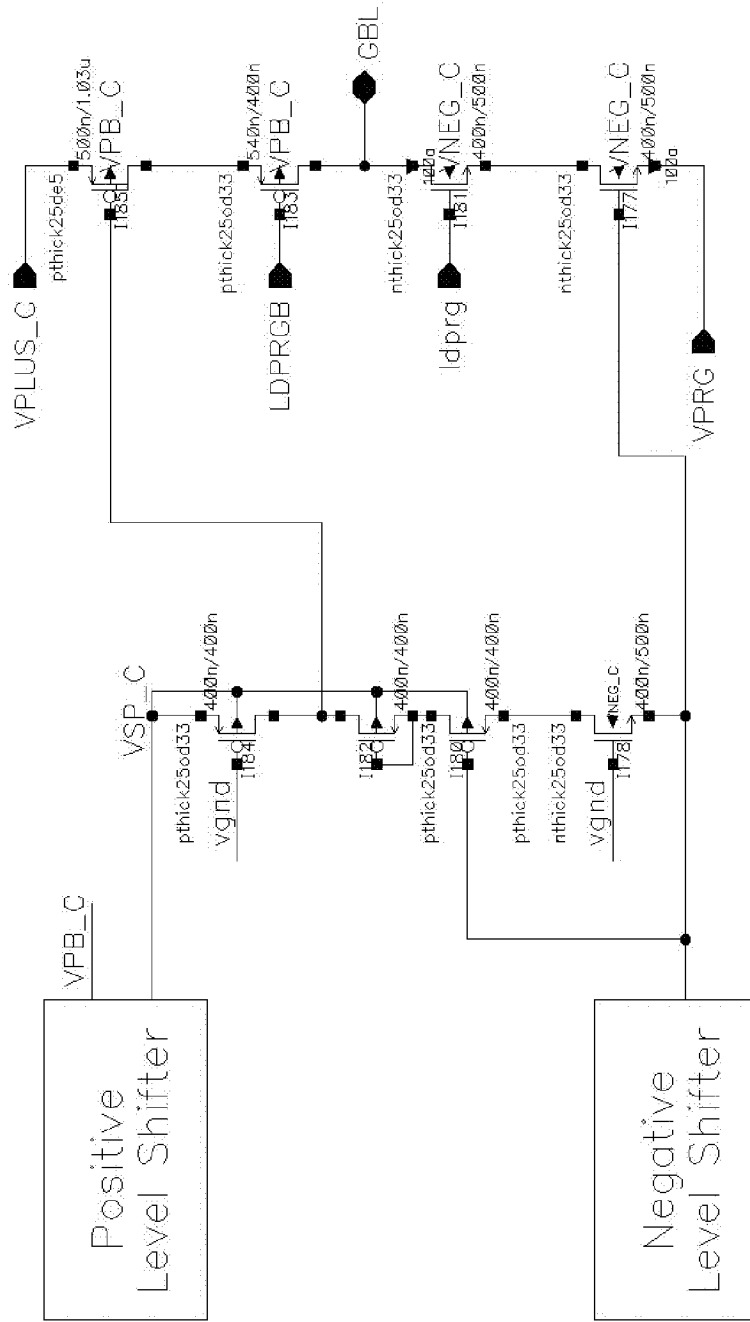 Positive
Level Shifter
VPB_C
VSP_C
pthick25od33
400n/400n
I184
vgnd
400n/400n
I182
pthick25od33
400n/400n
I180
pthick25od33
nthick25od33
NEG_C
400n/500n
I178
vgnd
Negative
Level Shifter
VPLUS_C
pthick25de5
500n/1.03u
VPB_C
I185
pthick25od33
540n/400n
VPB_C
I183
LDPRGB
GBL
nthick25od33
100a
VNEG_C
400n/500n
I181
ldprg
nthick25od33
VNEG_C
400n/500n
I177
100a
VPRG